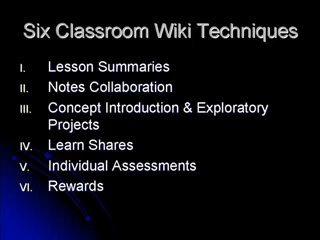 Six Classroom Wiki Techniques
I. Lesson Summaries
II. Notes Collaboration
III. Concept Introduction & Exploratory
Projects
IV. Learn Shares
V. Individual Assessments
VI. Rewards